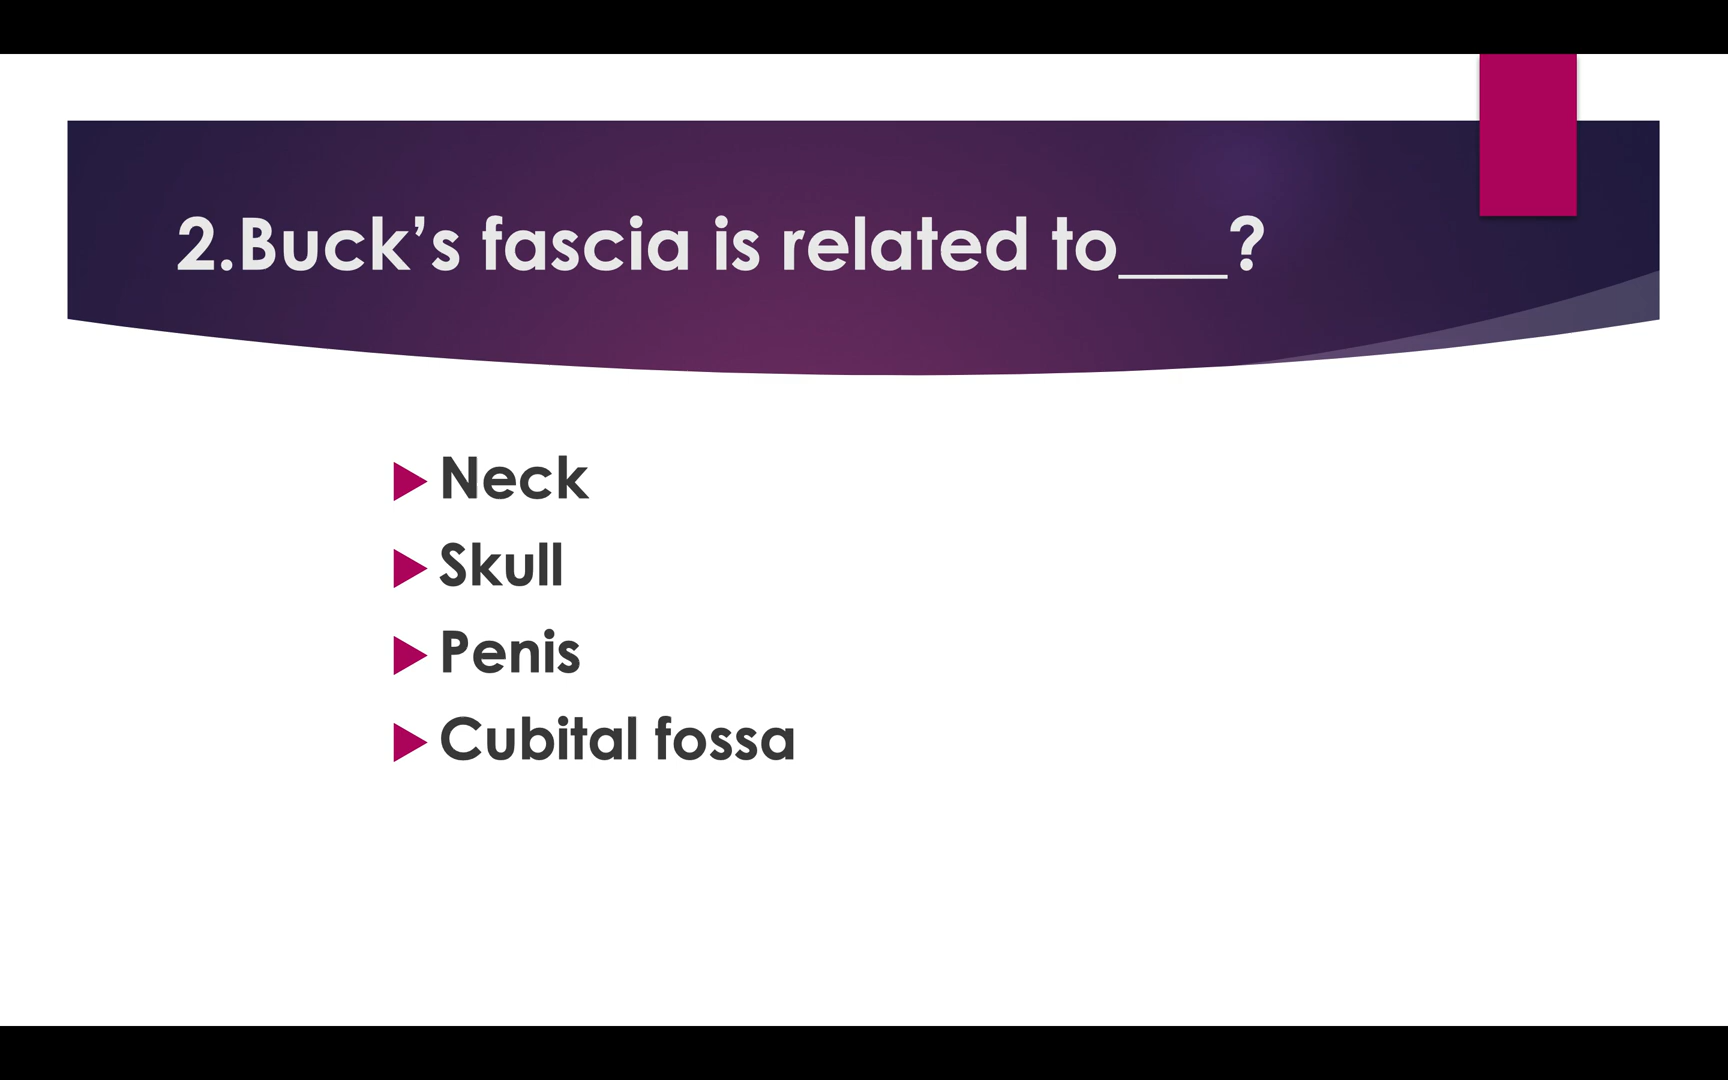 2.Buck’s fascia is related to___?
Neck
Skull
Penis
Cubital fossa